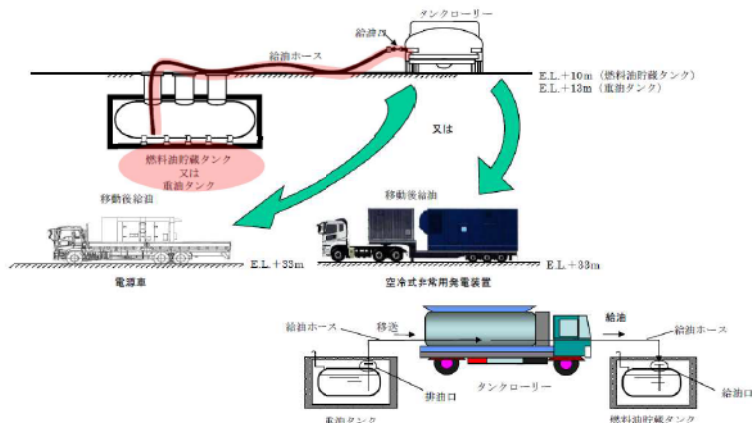 タンクローリー
給油口
給油ホース
E.L.+10m（燃料油貯蔵タンク）
E.L.+13m（重油タンク）
又は
燃料油貯蔵タンク
又は
重油タンク
移動後給油
移動後給油
E.L.+33m
E.L.+33m
電源車
空冷式非常用発電装置
給油ホース
移送
給油
給油ホース
排油口
タンクローリー
給油口
重油タンク
燃料油貯蔵タンク